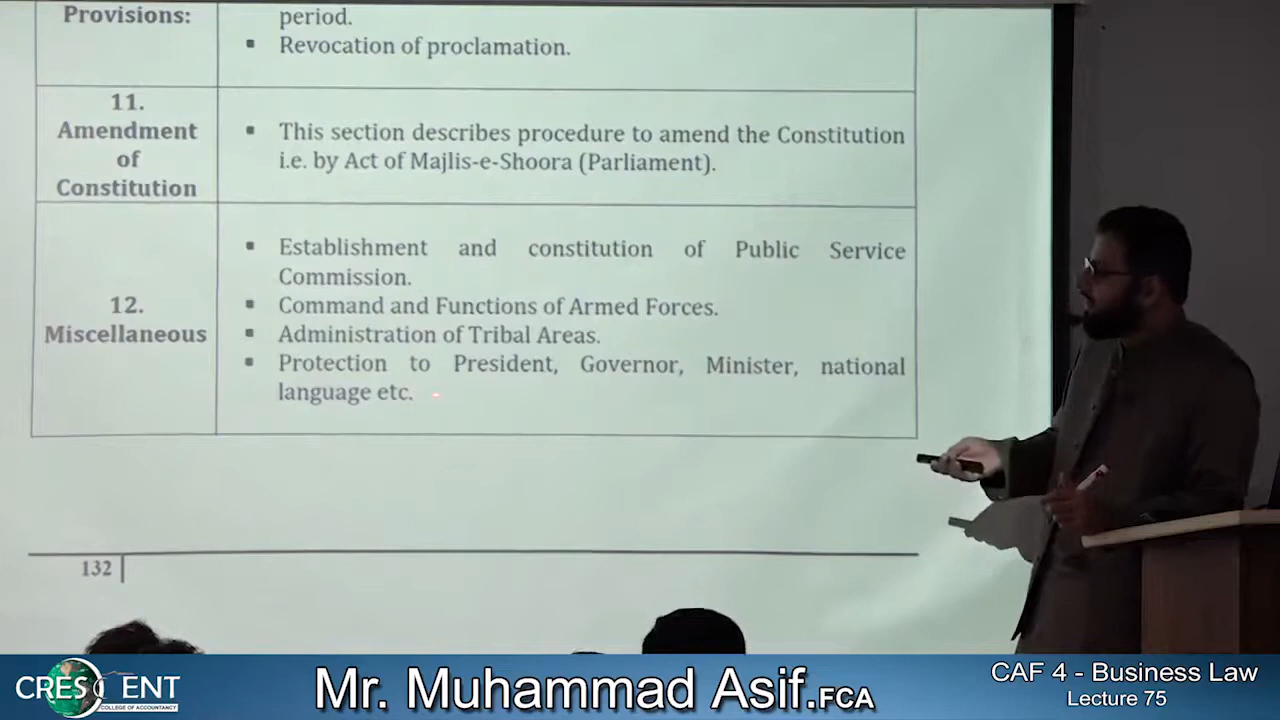 Provisions:
period.
▪ Revocation of proclamation.
11.
Amendment
of
Constitution
▪ This section describes procedure to amend the Constitution
i.e. by Act of Majlis-e-Shoora (Parliament).
12.
Miscellaneous
▪ Establishment and constitution of Public Service
Commission.
▪ Command and Functions of Armed Forces.
▪ Administration of Tribal Areas.
▪ Protection to President, Governor, Minister, national
language etc.
132
CRESCENT
COLLEGE OF ACCOUNTANCY
Mr. Muhammad Asif.FCA
CAF 4 - Business Law
Lecture 75